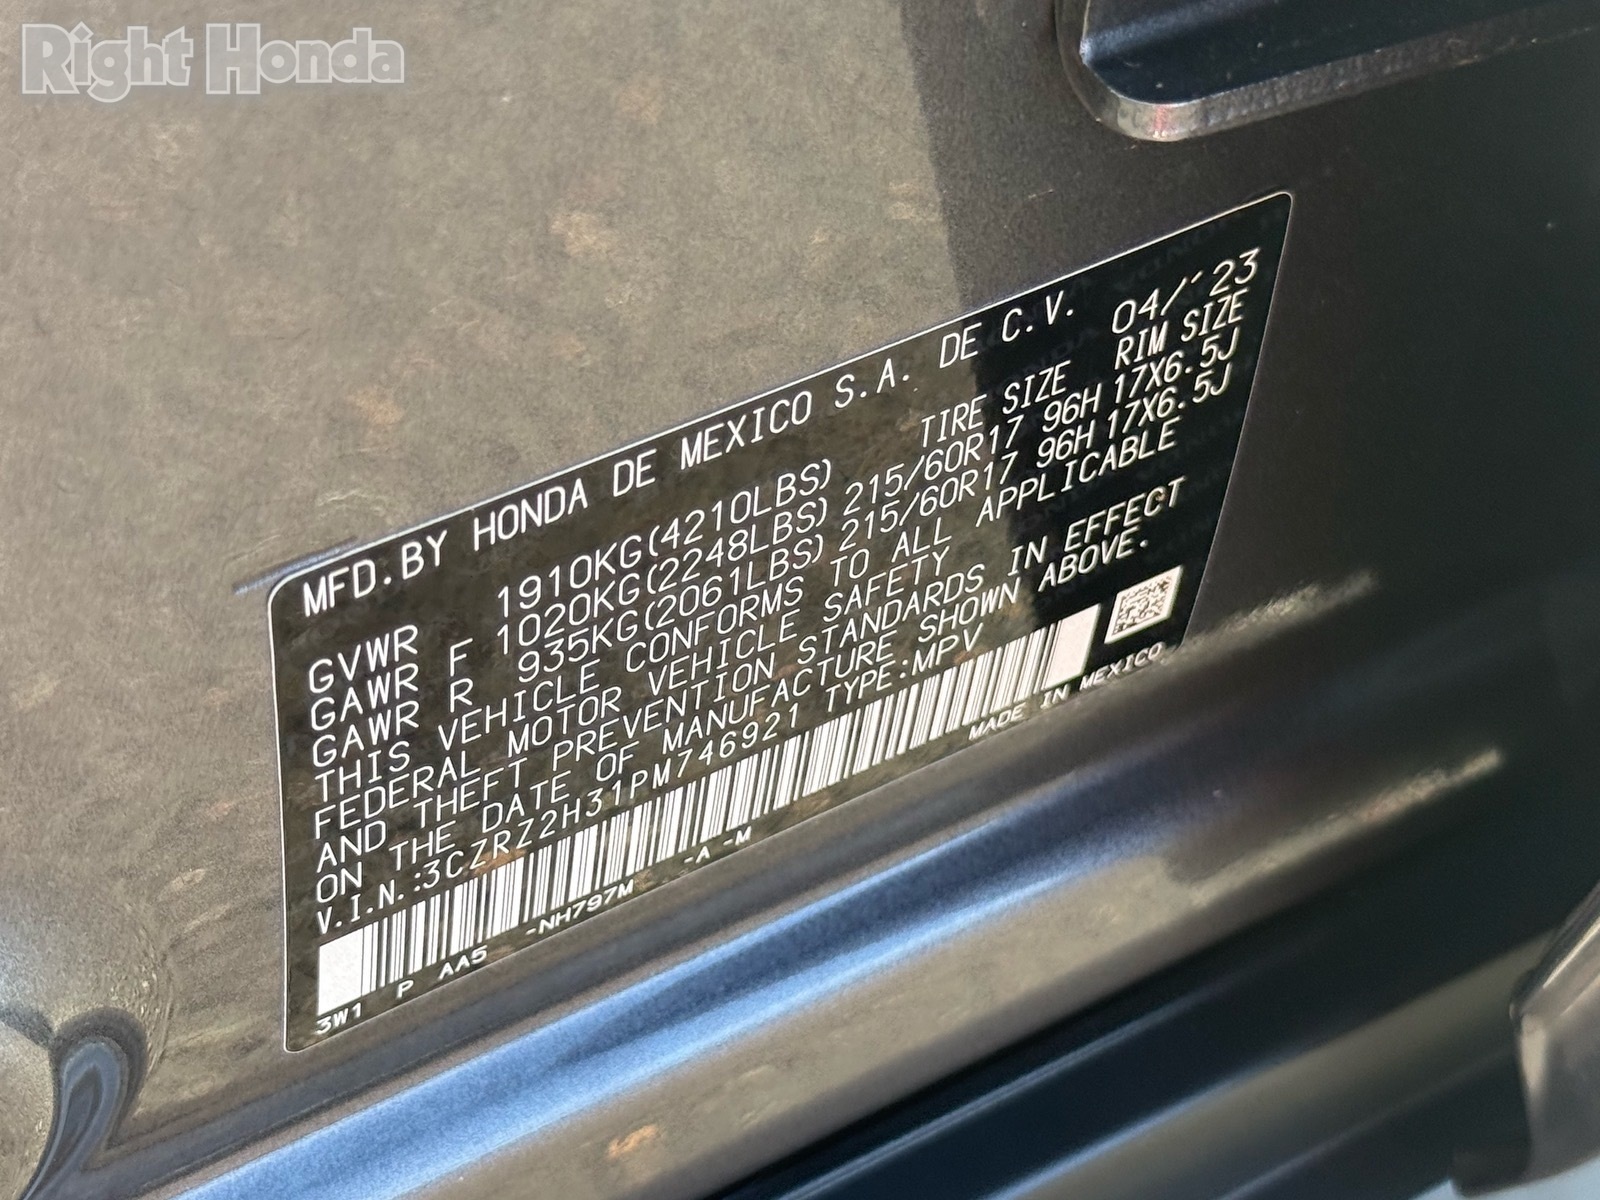 Right Honda
MFD.BY HONDA DE MEXICO S.A. DE C.V. 04/'23
TIRE SIZE RIM SIZE
GVWR 1910KG(4210LBS)
GAWR F 1020KG(2248LBS) 215/60R17 96H 17X6.5J
GAWR R 935KG(2061LBS) 215/60R17 96H 17X6.5J
THIS VEHICLE CONFORMS TO ALL APPLICABLE
FEDERAL MOTOR VEHICLE SAFETY
AND THEFT PREVENTION STANDARDS IN EFFECT
ON THE DATE OF MANUFACTURE SHOWN ABOVE.
V.I.N.:3CZRZ2H31PM746921 TYPE:MPV
3W1 P AA5 -NH797M -A -M MADE IN MEXICO